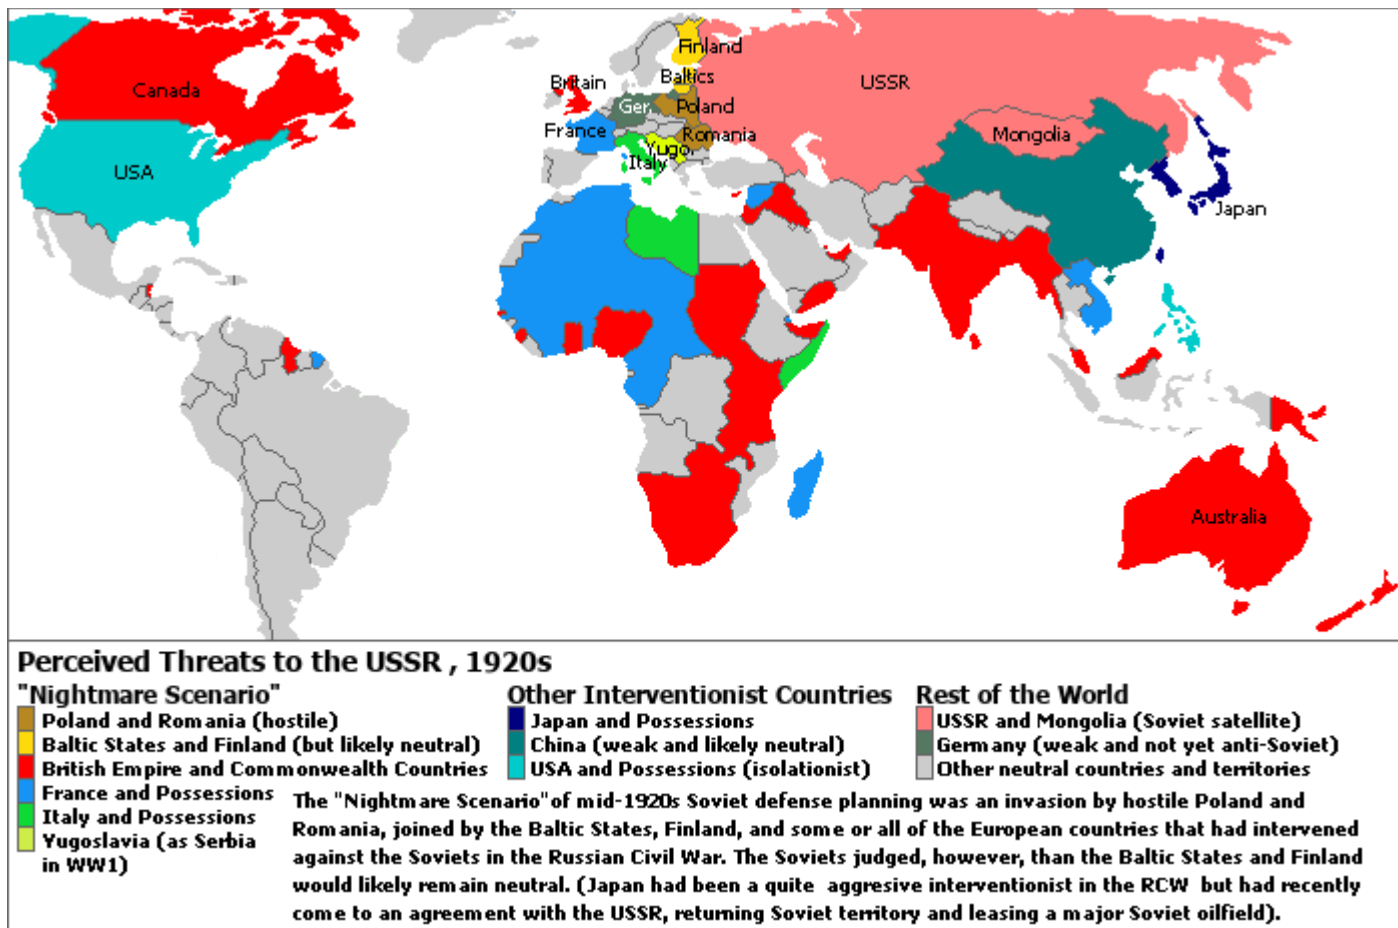 Finland
Baltics
USSR
Britain
Canada
Ger.
Poland
France
Romania
Mongolia
Yugo.
Italy
USA
Japan
Australia
Perceived Threats to the USSR , 1920s
"Nightmare Scenario"
Poland and Romania (hostile)
Baltic States and Finland (but likely neutral)
British Empire and Commonwealth Countries
France and Possessions
Italy and Possessions
Yugoslavia (as Serbia
in WW1)
Other Interventionist Countries
Japan and Possessions
China (weak and likely neutral)
USA and Possessions (isolationist)
Rest of the World
USSR and Mongolia (Soviet satellite)
Germany (weak and not yet anti-Soviet)
Other neutral countries and territories
The "Nightmare Scenario"of mid-1920s Soviet defense planning was an invasion by hostile Poland and
Romania, joined by the Baltic States, Finland, and some or all of the European countries that had intervened
against the Soviets in the Russian Civil War. The Soviets judged, however, than the Baltic States and Finland
would likely remain neutral. (Japan had been a quite aggresive interventionist in the RCW but had recently
come to an agreement with the USSR, returning Soviet territory and leasing a major Soviet oilfield).